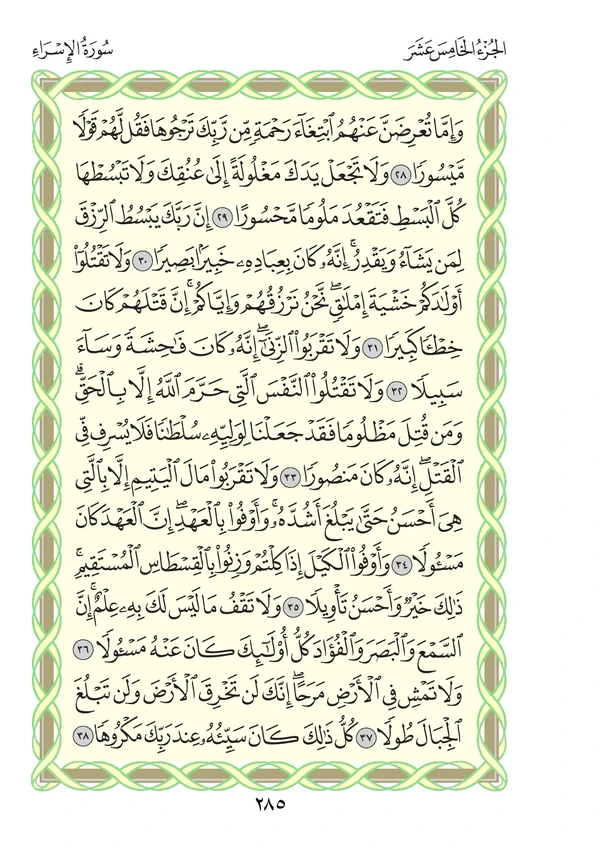 الجُزْءُ الخَامِسَ عَشَرَ
سُورَةُ الإِسْرَاءِ
وَإِمَّا تُعْرِضَنَّ عَنْهُمُ ٱبْتِغَآءَ رَحْمَةٍ مِّن رَّبِّكَ تَرْجُوهَا فَقُل لَّهُمْ قَوْلًا
مَّيْسُورًا ٢٨ وَلَا تَجْعَلْ يَدَكَ مَغْلُولَةً إِلَىٰ عُنُقِكَ وَلَا تَبْسُطْهَا
كُلَّ ٱلْبَسْطِ فَتَقْعُدَ مَلُومًا مَّحْسُورًا ٢٩ إِنَّ رَبَّكَ يَبْسُطُ ٱلرِّزْقَ
لِمَن يَشَآءُ وَيَقْدِرُ ۚ إِنَّهُۥ كَانَ بِعِبَادِهِۦ خَبِيرًۢا بَصِيرًا ٣٠ وَلَا تَقْتُلُوٓا۟
أَوْلَٰدَكُمْ خَشْيَةَ إِمْلَٰقٍ ۖ نَّحْنُ نَرْزُقُهُمْ وَإِيَّاكُمْ ۚ إِنَّ قَتْلَهُمْ كَانَ
خِطْـًٔا كَبِيرًا ٣١ وَلَا تَقْرَبُوا۟ ٱلزِّنَىٰٓ ۖ إِنَّهُۥ كَانَ فَٰحِشَةً وَسَآءَ
سَبِيلًا ٣٢ وَلَا تَقْتُلُوا۟ ٱلنَّفْسَ ٱلَّتِى حَرَّمَ ٱللَّهُ إِلَّا بِٱلْحَقِّ ۗ
وَمَن قُتِلَ مَظْلُومًا فَقَدْ جَعَلْنَا لِوَلِيِّهِۦ سُلْطَٰنًا فَلَا يُسْرِف فِّى
ٱلْقَتْلِ ۖ إِنَّهُۥ كَانَ مَنصُورًا ٣٣ وَلَا تَقْرَبُوا۟ مَالَ ٱلْيَتِيمِ إِلَّا بِٱلَّتِى
هِىَ أَحْسَنُ حَتَّىٰ يَبْلُغَ أَشُدَّهُۥ ۚ وَأَوْفُوا۟ بِٱلْعَهْدِ ۖ إِنَّ ٱلْعَهْدَ كَانَ
مَسْـُٔولًا ٣٤ وَأَوْفُوا۟ ٱلْكَيْلَ إِذَا كِلْتُمْ وَزِنُوا۟ بِٱلْقِسْطَاسِ ٱلْمُسْتَقِيمِ ۚ
ذَٰلِكَ خَيْرٌ وَأَحْسَنُ تَأْوِيلًا ٣٥ وَلَا تَقْفُ مَا لَيْسَ لَكَ بِهِۦ عِلْمٌ ۚ إِنَّ
ٱلسَّمْعَ وَٱلْبَصَرَ وَٱلْفُؤَادَ كُلُّ أُو۟لَٰٓئِكَ كَانَ عَنْهُ مَسْـُٔولًا ٣٦
وَلَا تَمْشِ فِى ٱلْأَرْضِ مَرَحًا ۖ إِنَّكَ لَن تَخْرِقَ ٱلْأَرْضَ وَلَن تَبْلُغَ
ٱلْجِبَالَ طُولًا ٣٧ كُلُّ ذَٰلِكَ كَانَ سَيِّئُهُۥ عِندَ رَبِّكَ مَكْرُوهًا ٣٨
٢٨٥